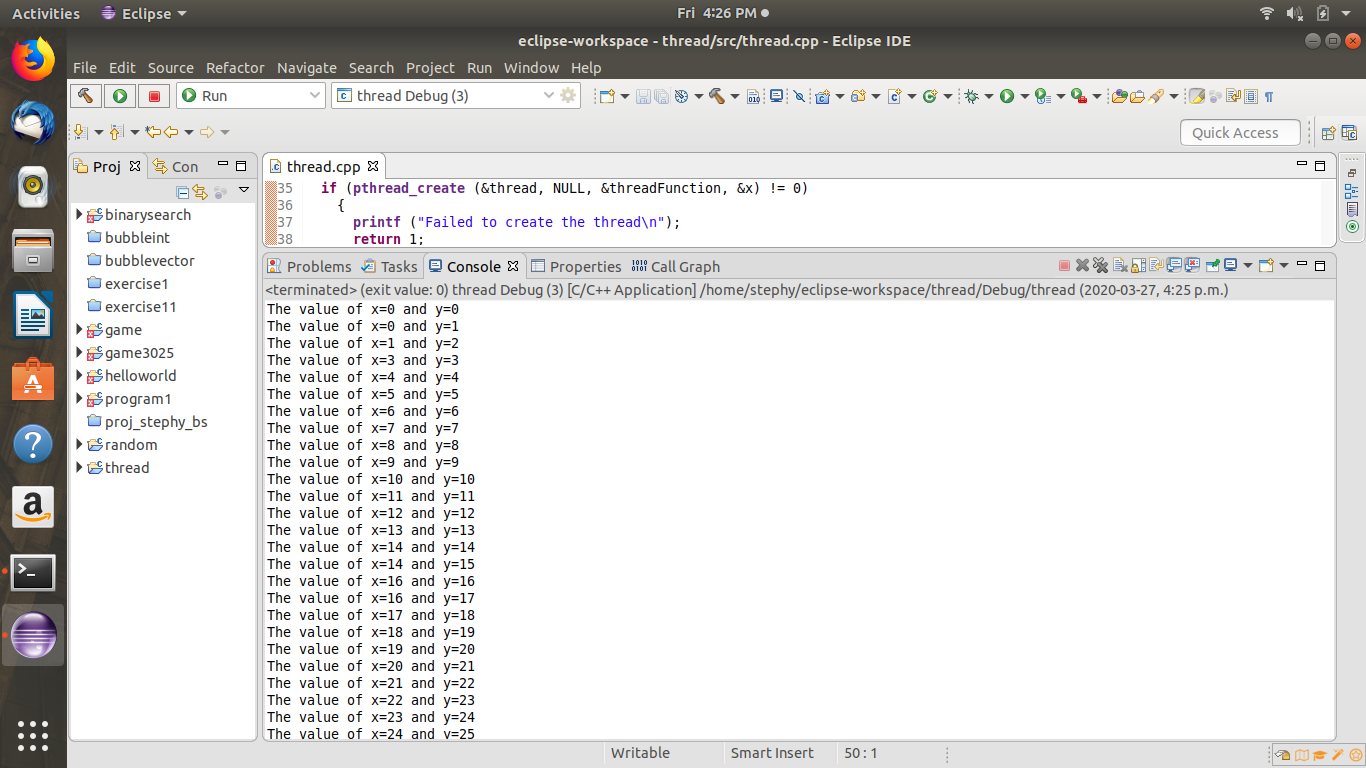 Activities Eclipse Fri 4:26 PM
eclipse-workspace - thread/src/thread.cpp - Eclipse IDE
File Edit Source Refactor Navigate Search Project Run Window Help
Run thread Debug (3)
Quick Access
Proj Con thread.cpp
35 if (pthread_create (&thread, NULL, &threadFunction, &x) != 0)
36 {
37 printf ("Failed to create the thread\n");
38 return 1;
binarysearch
bubbleint
bubblevector
exercise1
exercise11
game
game3025
helloworld
program1
proj_stephy_bs
random
thread
Problems Tasks Console Properties Call Graph
<terminated> (exit value: 0) thread Debug (3) [C/C++ Application] /home/stephy/eclipse-workspace/thread/Debug/thread (2020-03-27, 4:25 p.m.)
The value of x=0 and y=0
The value of x=0 and y=1
The value of x=1 and y=2
The value of x=3 and y=3
The value of x=4 and y=4
The value of x=5 and y=5
The value of x=6 and y=6
The value of x=7 and y=7
The value of x=8 and y=8
The value of x=9 and y=9
The value of x=10 and y=10
The value of x=11 and y=11
The value of x=12 and y=12
The value of x=13 and y=13
The value of x=14 and y=14
The value of x=14 and y=15
The value of x=16 and y=16
The value of x=16 and y=17
The value of x=17 and y=18
The value of x=18 and y=19
The value of x=19 and y=20
The value of x=20 and y=21
The value of x=21 and y=22
The value of x=22 and y=23
The value of x=23 and y=24
The value of x=24 and y=25
Writable Smart Insert 50 : 1